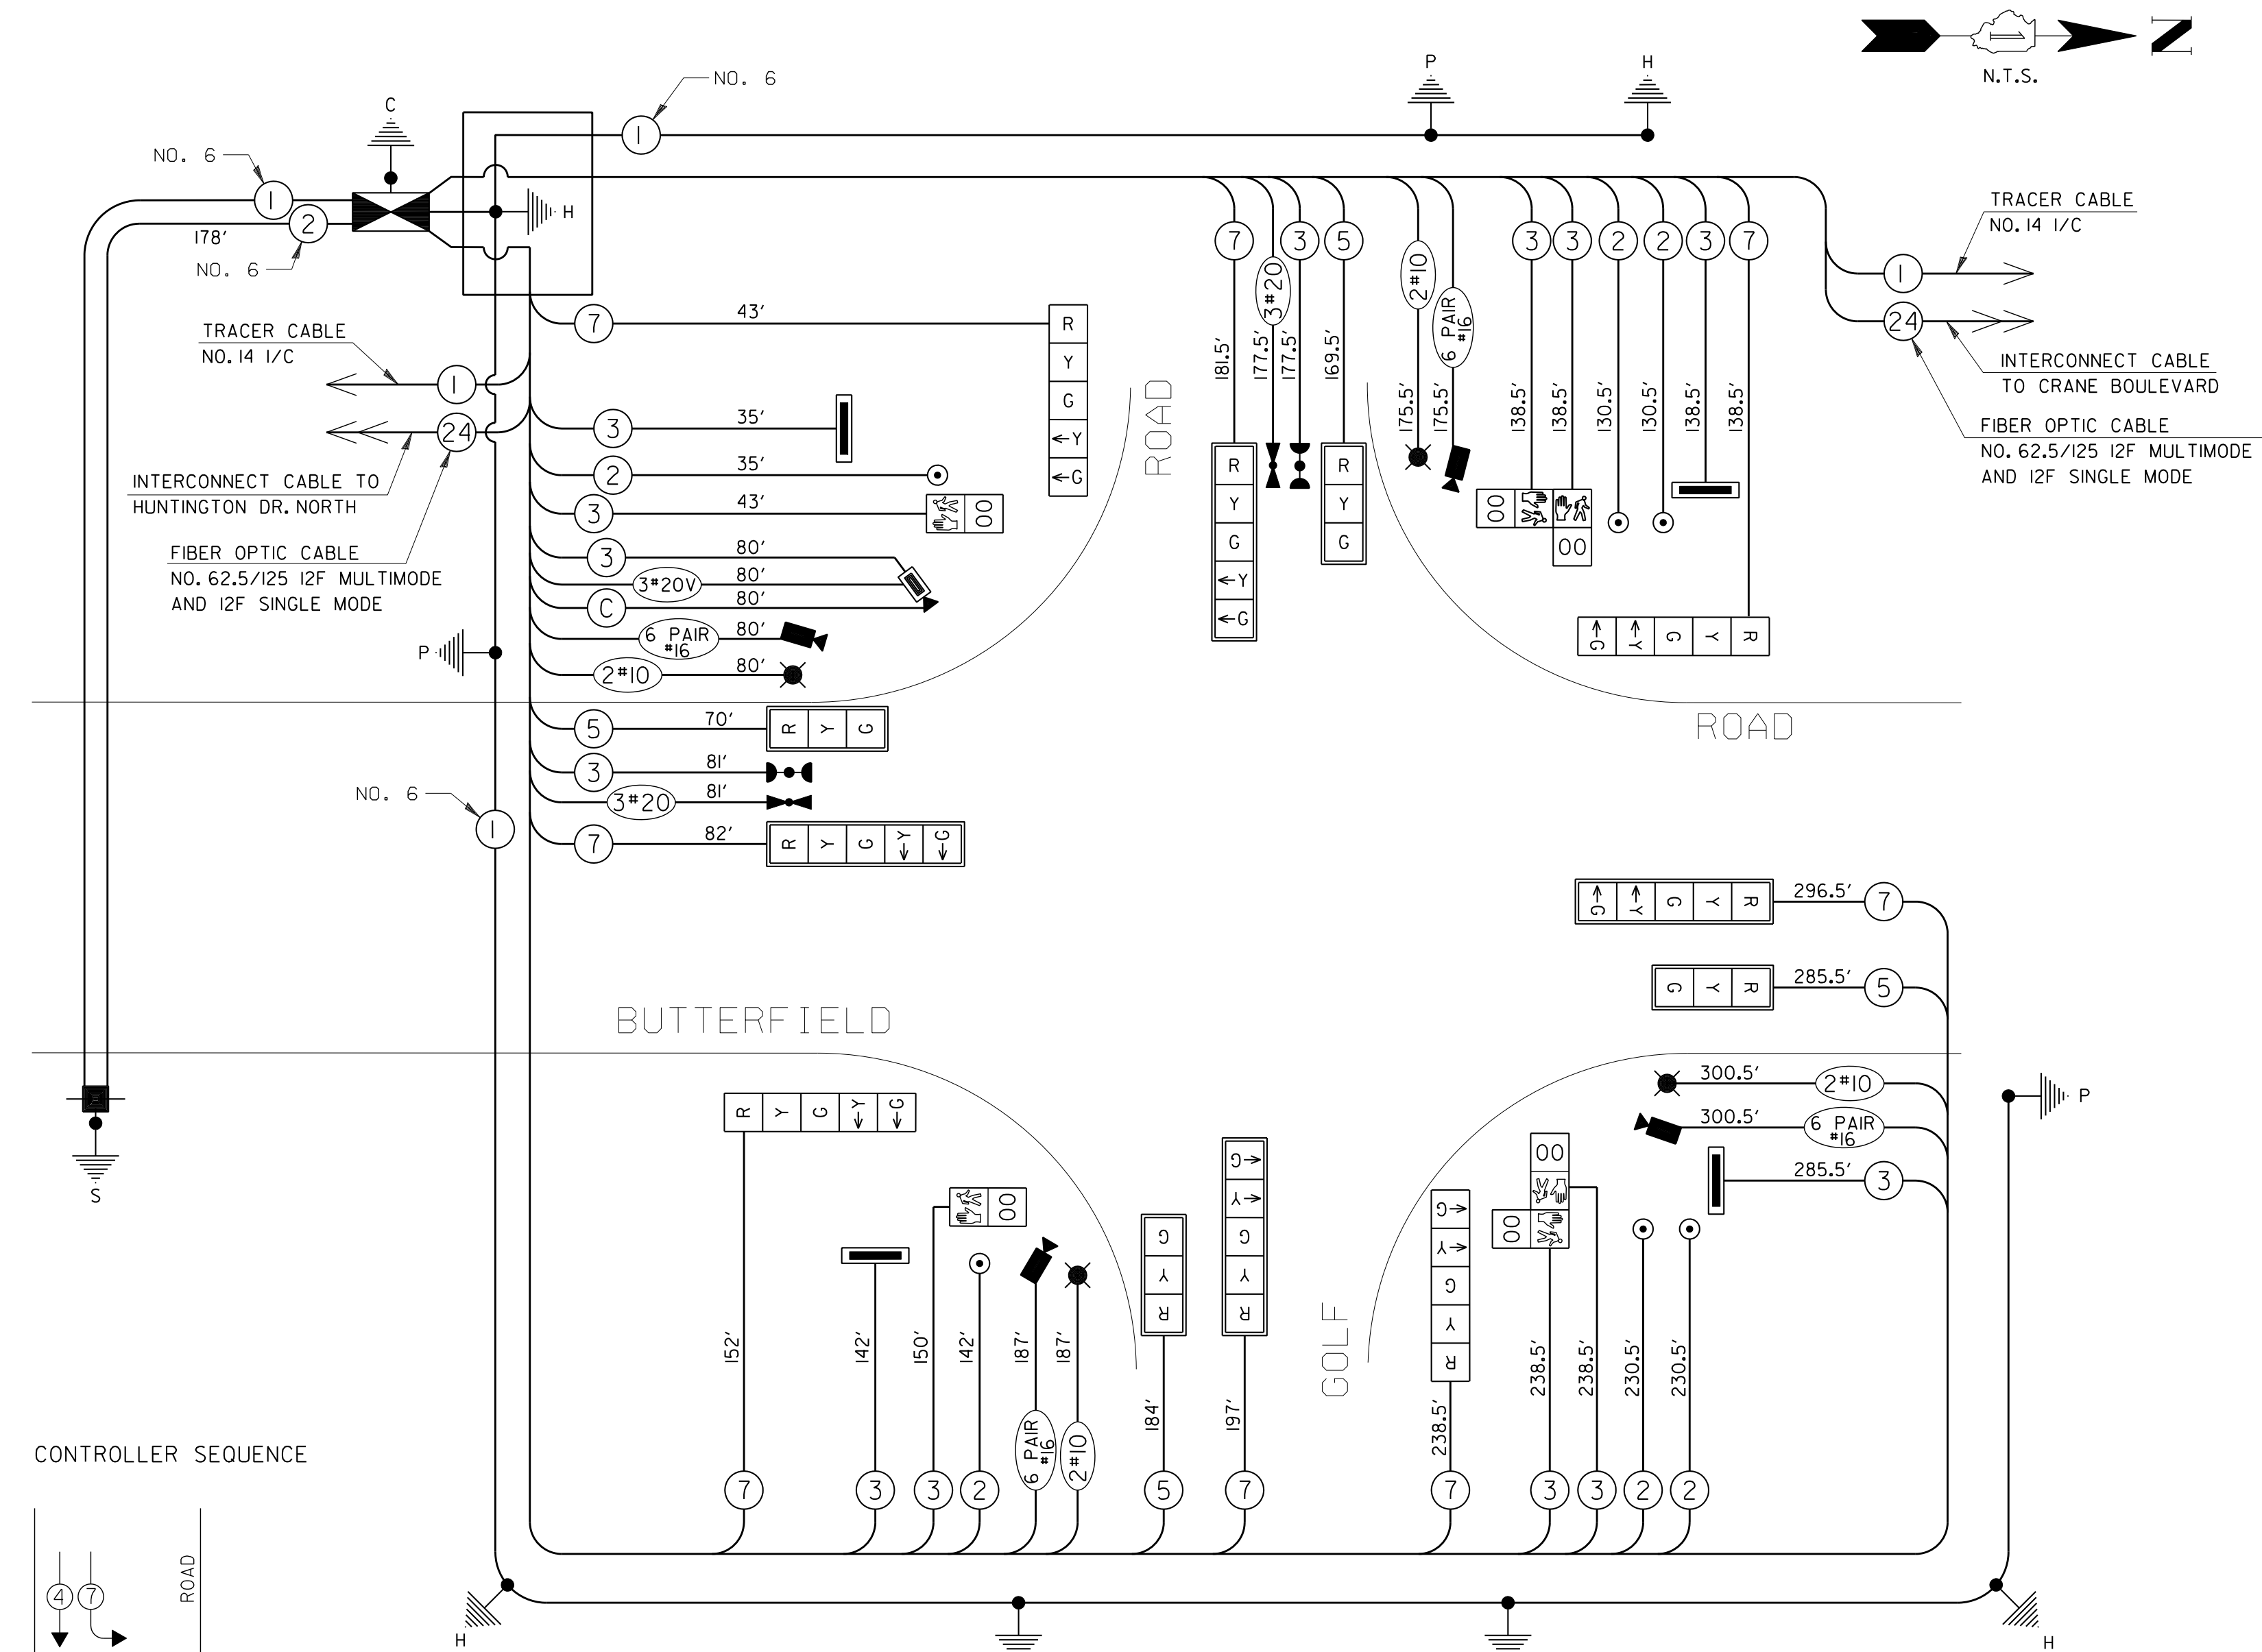 N
1
N.T.S.
NO. 6
P
H
C
NO. 6
1
1
2
178'
NO. 6
H
TRACER CABLE
NO. 14 1/C
1
24
INTERCONNECT CABLE
TO CRANE BOULEVARD
FIBER OPTIC CABLE
NO. 62.5/125 12F MULTIMODE
AND 12F SINGLE MODE
7
3#20
3
5
2#10
6 PAIR
#16
3
3
2
2
3
7
181.5'
177.5'
177.5'
169.5'
175.5'
175.5'
138.5'
138.5'
130.5'
130.5'
138.5'
138.5'
R
Y
G
←Y
←G
R
Y
G
00
00
←G
←Y
G
Y
R
TRACER CABLE
NO. 14 1/C
1
24
INTERCONNECT CABLE TO
HUNTINGTON DR. NORTH
FIBER OPTIC CABLE
NO. 62.5/125 12F MULTIMODE
AND 12F SINGLE MODE
7 43'
R
Y
G
←Y
←G
3 35'
2 35'
3 43'
00
3 80'
3#20V 80'
C 80'
6 PAIR
#16
80'
2#10 80'
P
ROAD
ROAD
5 70'
R Y G
3 81'
3#20 81'
7 82'
R Y G ←Y ←G
NO. 6
1
BUTTERFIELD
←G ←Y G Y R
296.5' 7
G Y R
285.5' 5
300.5' 2#10
300.5' 6 PAIR
#16
285.5' 3
P
S
R Y G ←Y ←G
152'
7
142'
3
00
150'
3
142'
2
187'
6 PAIR
#16
187'
2#10
G
Y
R
184'
5
←G
←Y
G
Y
R
197'
7
GOLF
←G
←Y
G
Y
R
238.5'
7
00
00
238.5'
3
238.5'
3
230.5'
2
230.5'
2
H
H
CONTROLLER SEQUENCE
4
7
ROAD